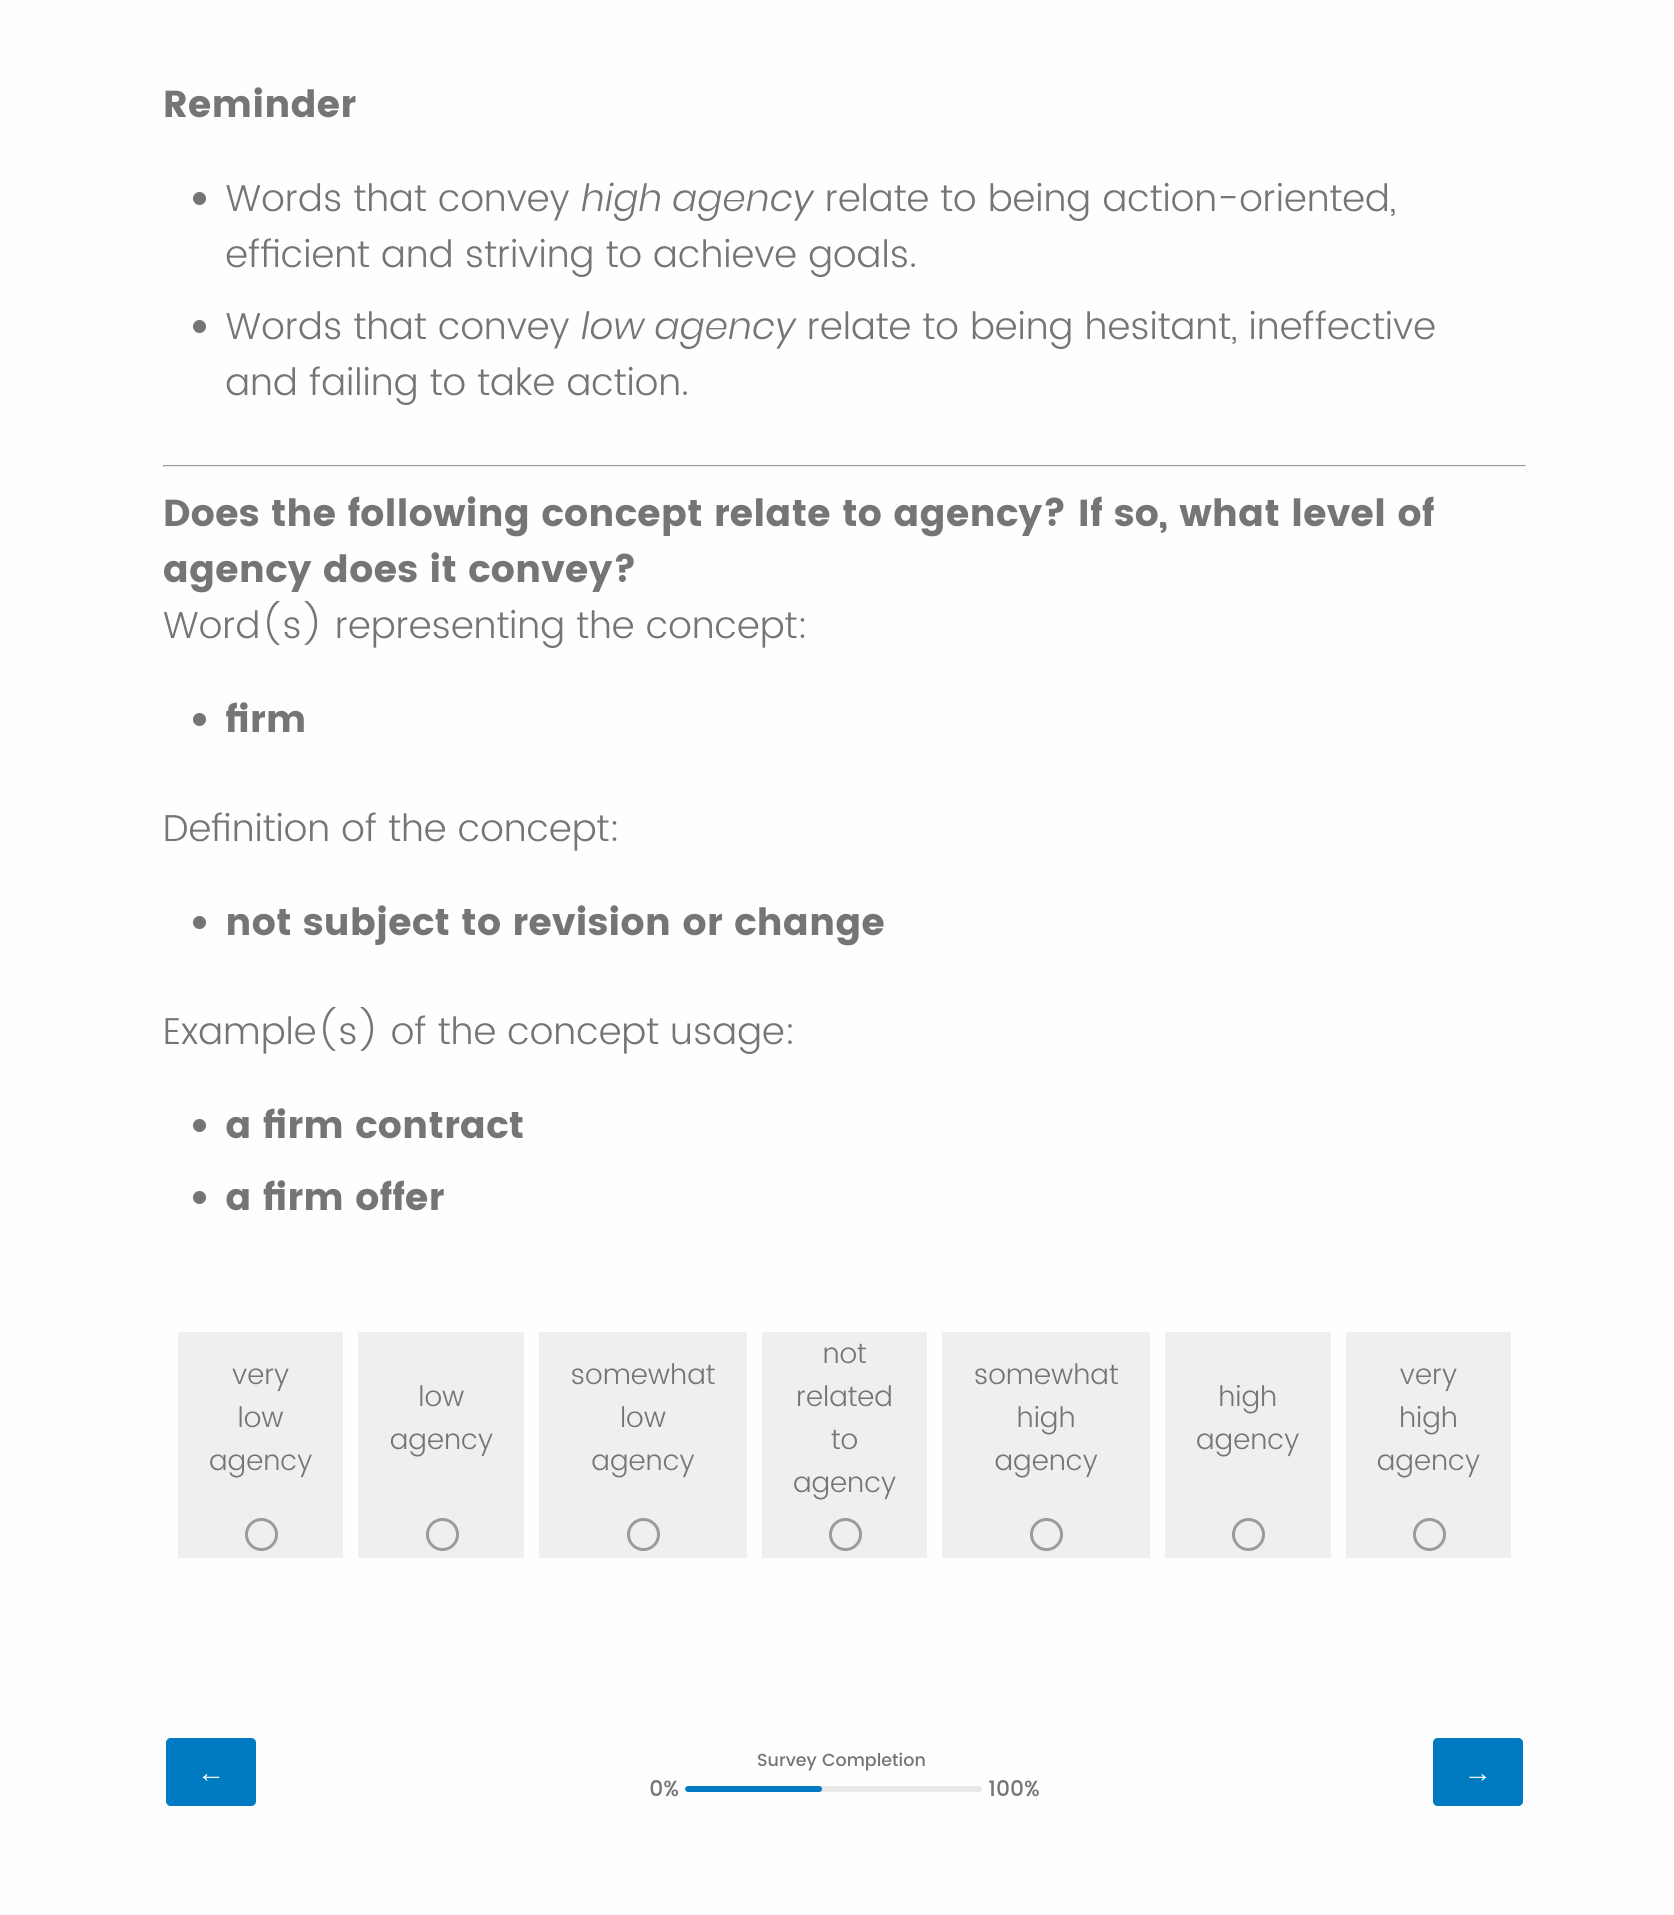 Reminder
• Words that convey high agency relate to being action-oriented,
efficient and striving to achieve goals.
• Words that convey low agency relate to being hesitant, ineffective
and failing to take action.
Does the following concept relate to agency? If so, what level of
agency does it convey?
Word(s) representing the concept:
• firm
Definition of the concept:
• not subject to revision or change
Example(s) of the concept usage:
• a firm contract
• a firm offer
very
low
agency
low
agency
somewhat
low
agency
not
related
to
agency
somewhat
high
agency
high
agency
very
high
agency
←
Survey Completion
0% 100%
→